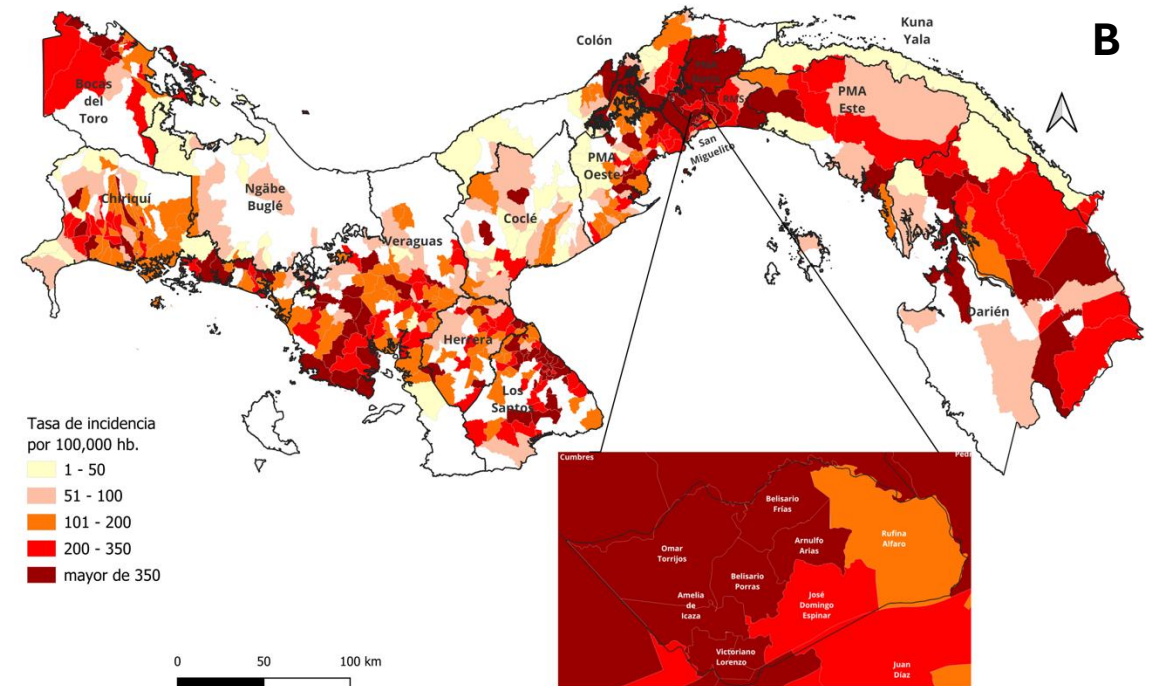 B
Kuna
Yala
Colón
Bocas
del
Toro
PMA
Este
RMS
San
Miguelito
PMA
Oeste
Chiriquí
Ngäbe
Buglé
Coclé
Veraguas
Darién
Herrera
Los
Santos
Tasa de incidencia
por 100,000 hb.
1 - 50
51 - 100
101 - 200
200 - 350
mayor de 350
0 50 100 km
Cumbres
Belisario
Frías
Rufina
Alfaro
Omar
Torrijos
Arnulfo
Arias
Belisario
Porras
Amelia
de
Icaza
José
Domingo
Espinar
Victoriano
Lorenzo
Juan
Díaz